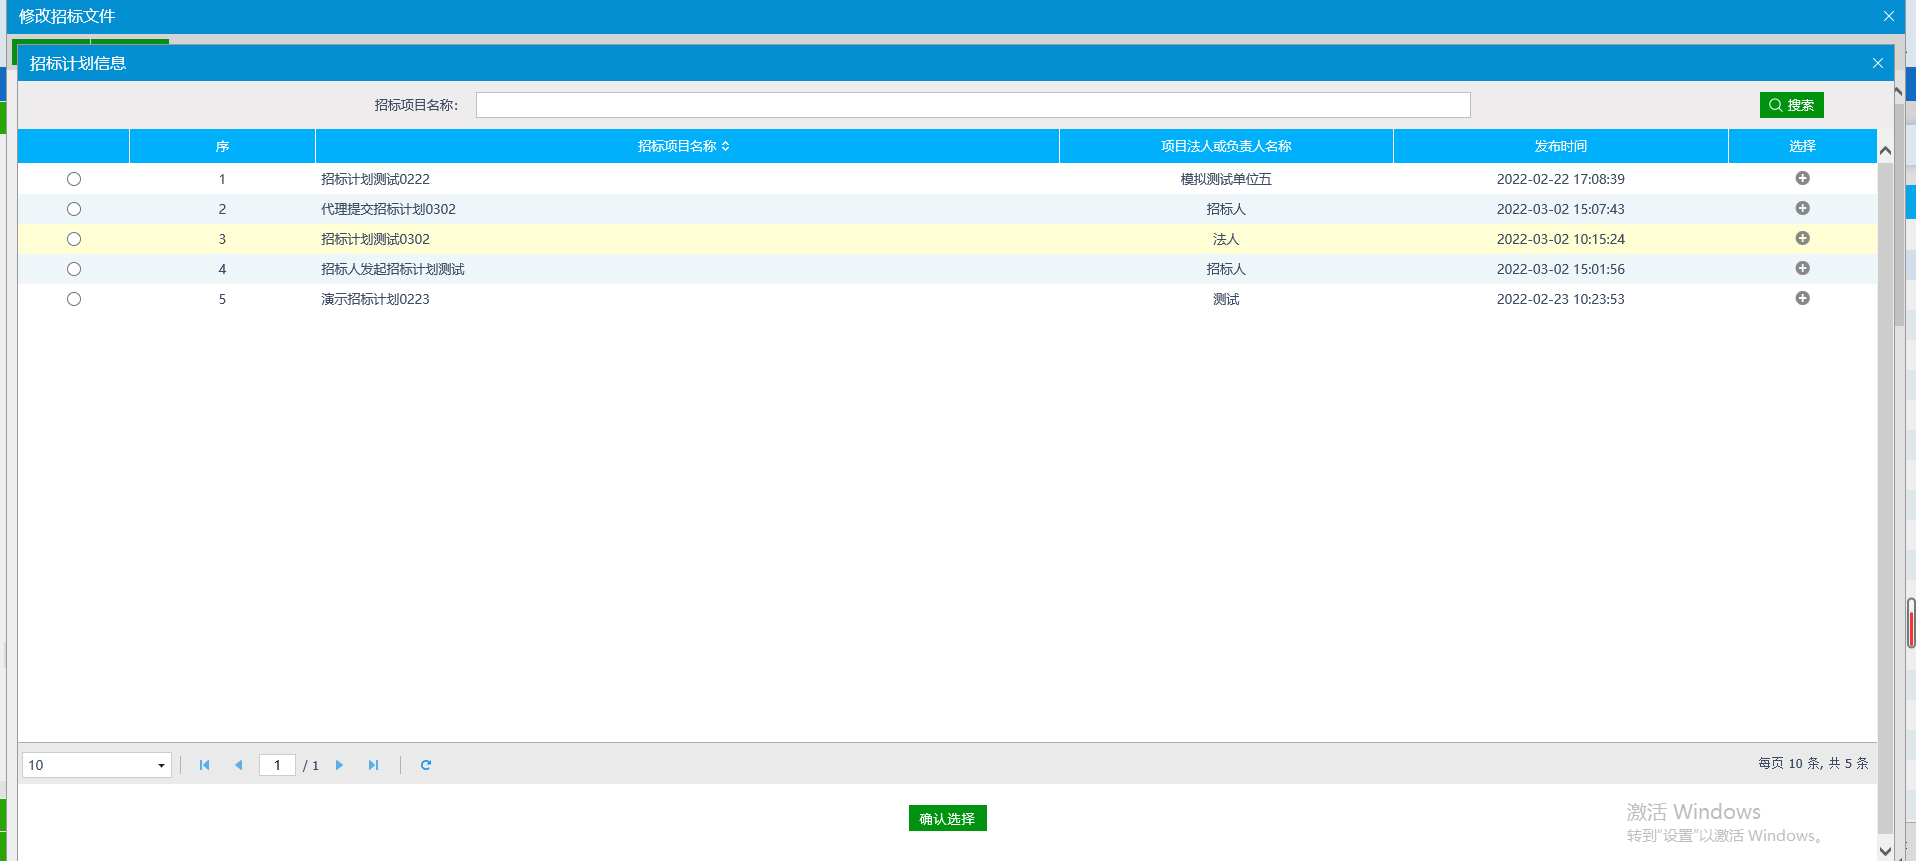 修改招标文件
招标计划信息
招标项目名称：
搜索
序 招标项目名称 项目法人或负责人名称 发布时间 选择
1 招标计划测试0222 模拟测试单位五 2022-02-22 17:08:39
2 代理提交招标计划0302 招标人 2022-03-02 15:07:43
3 招标计划测试0302 法人 2022-03-02 10:15:24
4 招标人发起招标计划测试 招标人 2022-03-02 15:01:56
5 演示招标计划0223 测试 2022-02-23 10:23:53
10 1 / 1 每页 10 条, 共 5 条
确认选择
激活 Windows
转到"设置"以激活 Windows。